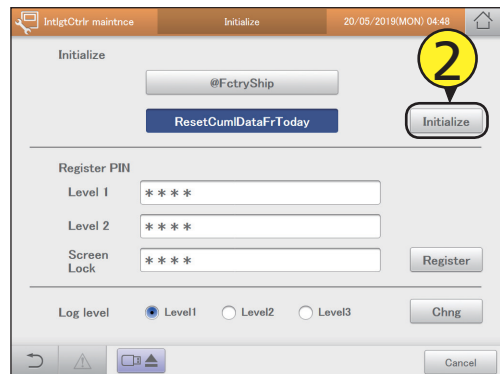 IntlgtCtrlr maintnce Initialize 20/05/2019(MON) 04:48
Initialize
2
@FctryShip
ResetCumlDataFrToday Initialize
Register PIN
Level 1 ****
Level 2 ****
Screen
Lock **** Register
Log level Level1 Level2 Level3 Chng
Cancel